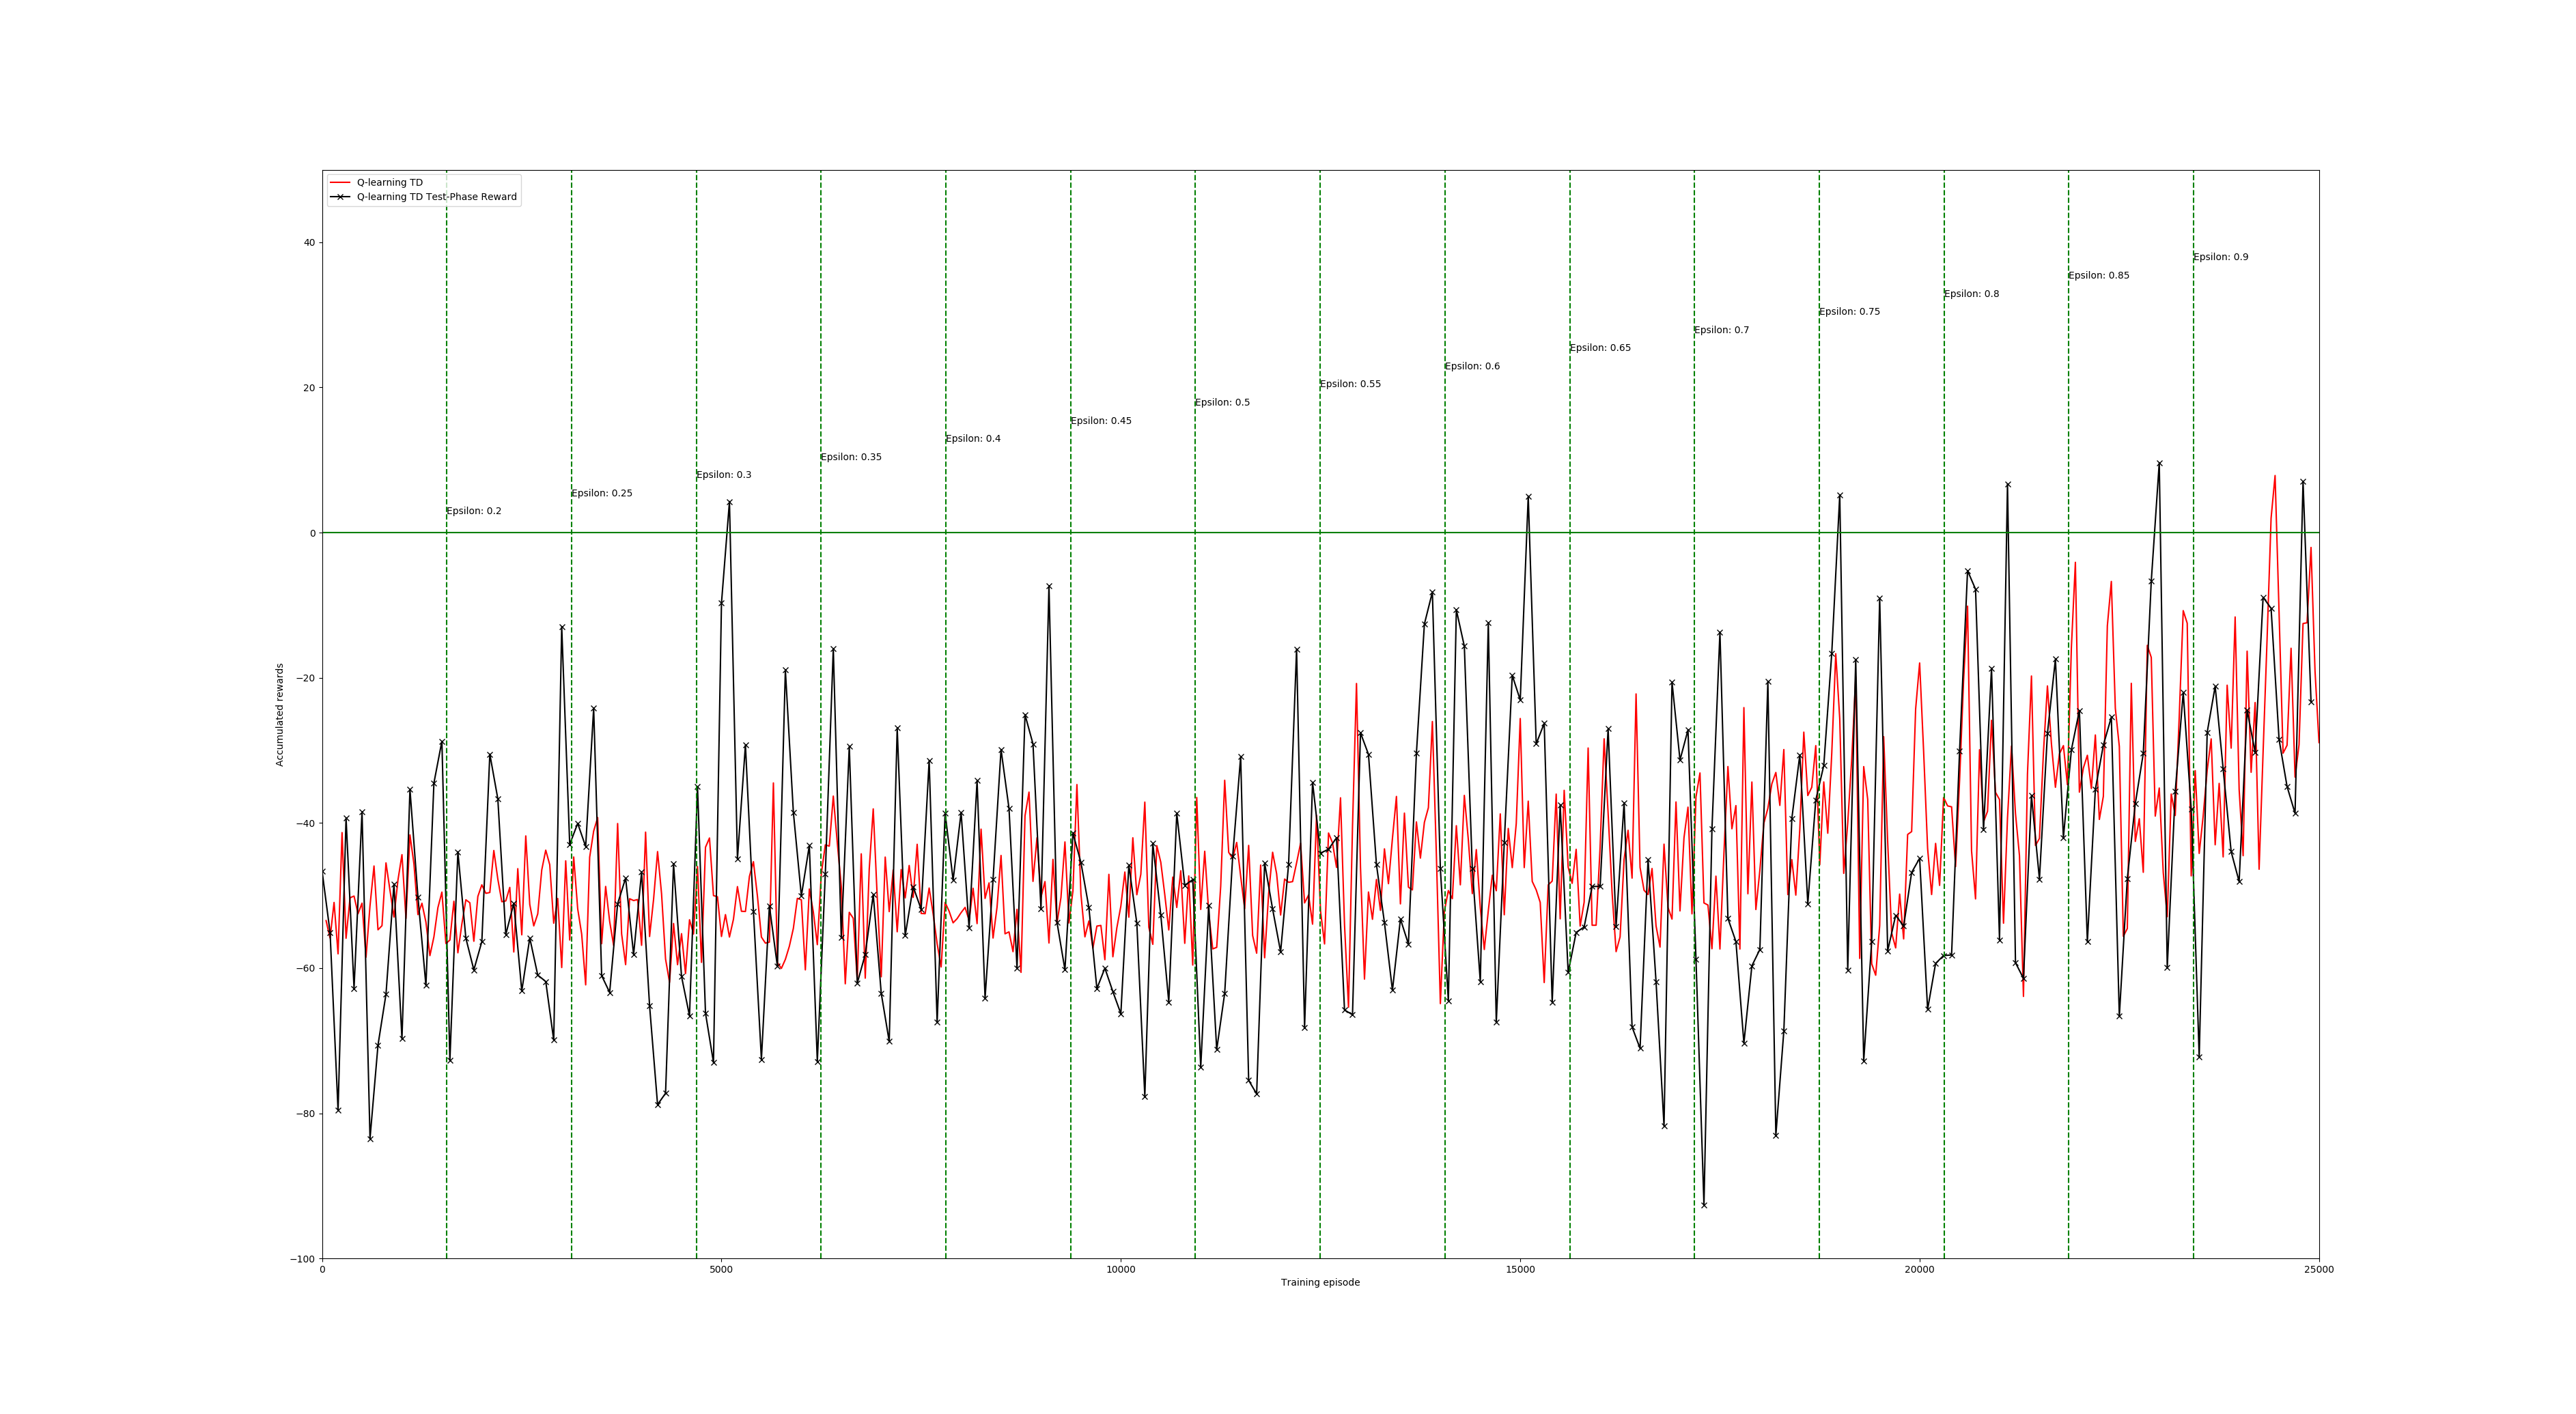 Q-learning TD
Q-learning TD Test-Phase Reward
40
20
0
−20
−40
−60
−80
−100
Accumulated rewards
Epsilon: 0.2
Epsilon: 0.25
Epsilon: 0.3
Epsilon: 0.35
Epsilon: 0.4
Epsilon: 0.45
Epsilon: 0.5
Epsilon: 0.55
Epsilon: 0.6
Epsilon: 0.65
Epsilon: 0.7
Epsilon: 0.75
Epsilon: 0.8
Epsilon: 0.85
Epsilon: 0.9
0
5000
10000
15000
20000
25000
Training episode